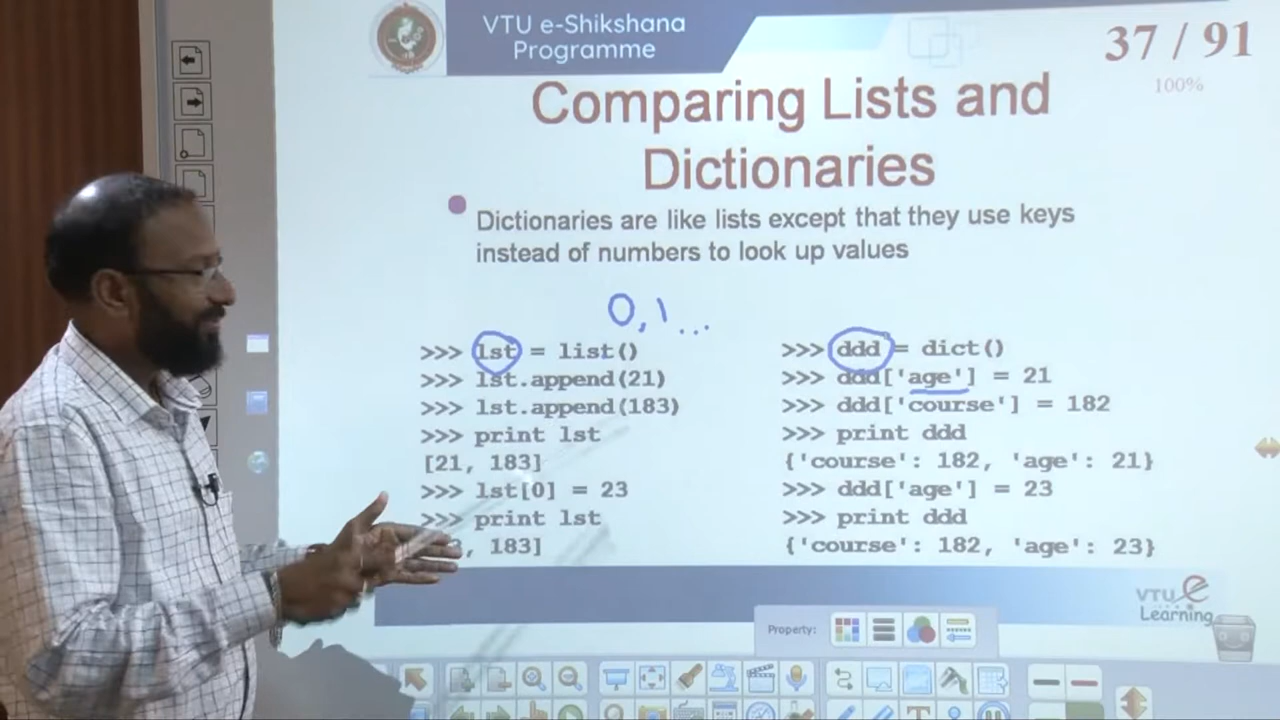 VTU e-Shikshana
Programme
37 / 91
100%
Comparing Lists and
Dictionaries
Dictionaries are like lists except that they use keys
instead of numbers to look up values
0, 1 ...
>>> lst = list()
>>> lst.append(21)
>>> lst.append(183)
>>> print lst
[21, 183]
>>> lst[0] = 23
>>> print lst
, 183]
>>> ddd = dict()
>>> ddd['age'] = 21
>>> ddd['course'] = 182
>>> print ddd
{'course': 182, 'age': 21}
>>> ddd['age'] = 23
>>> print ddd
{'course': 182, 'age': 23}
VTU e
Learning
Property: